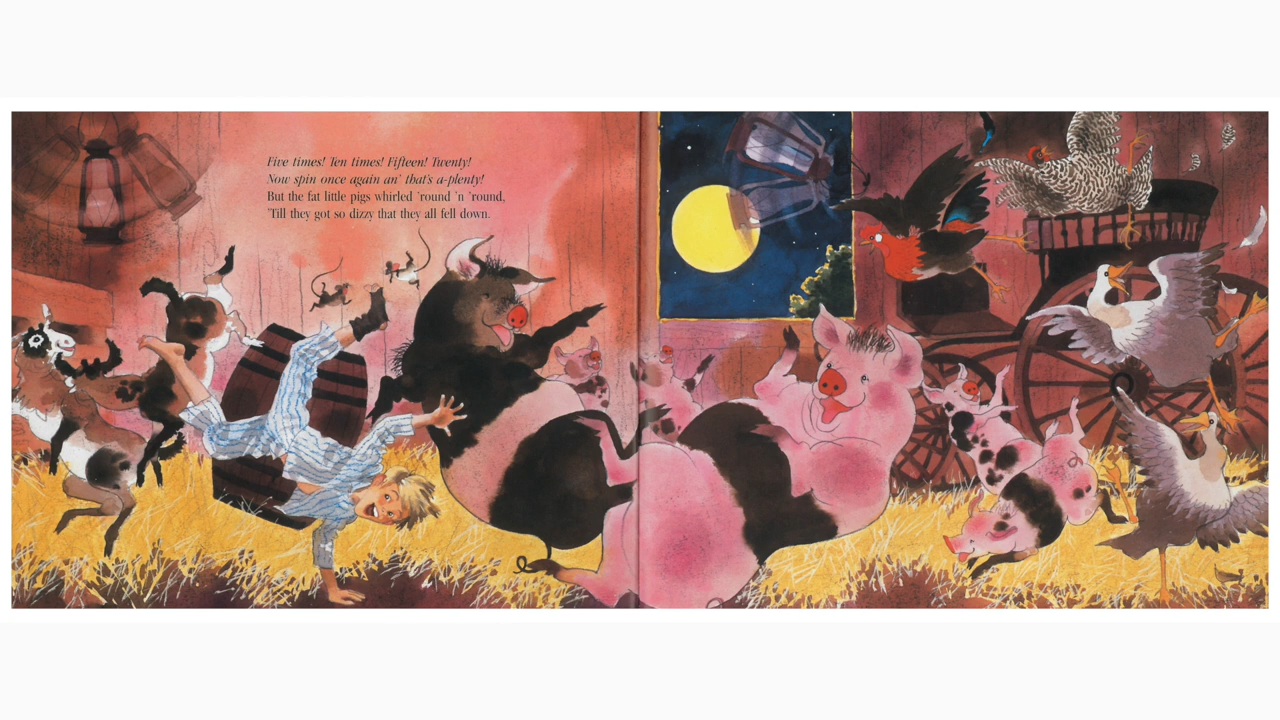 Five times! Ten times! Fifteen! Twenty!
Now spin once again an' that's a-plenty!
But the fat little pigs whirled 'round 'n 'round,
'Till they got so dizzy that they all fell down.